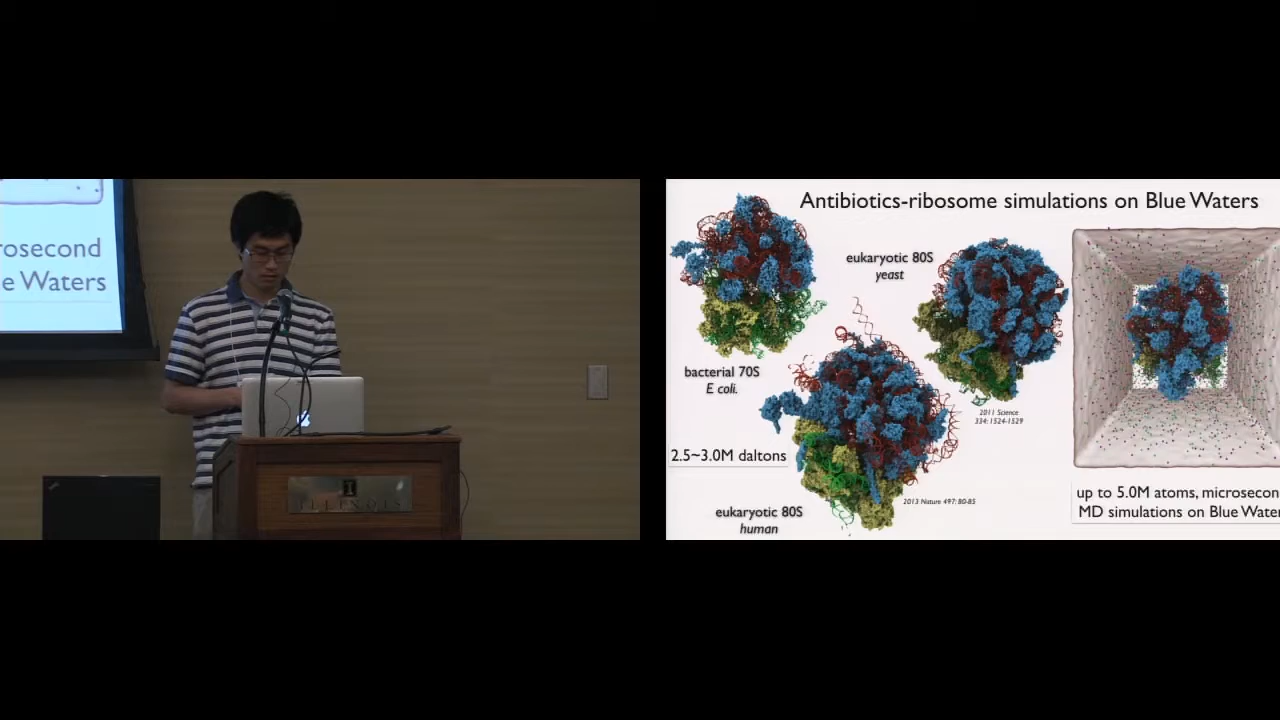 rosecond
e Waters
ILLINOIS
Antibiotics-ribosome simulations on Blue Waters
eukaryotic 80S
yeast
bacterial 70S
E coli.
2011 Science
334: 1524-1529
2.5~3.0M daltons
2013 Nature 497: 80-85
eukaryotic 80S
human
up to 5.0M atoms, microsecon
MD simulations on Blue Water